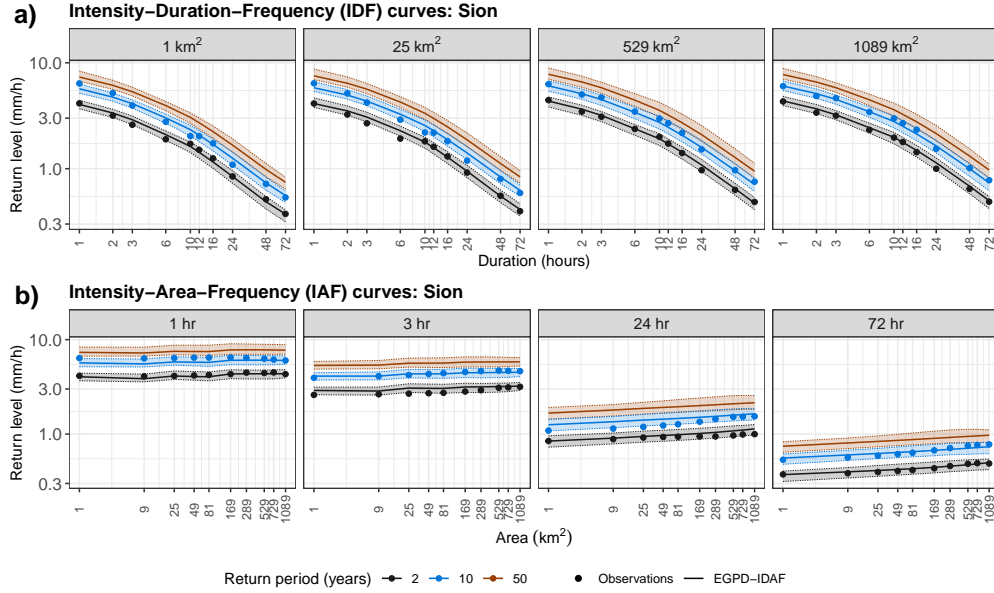 a)
Intensity−Duration−Frequency (IDF) curves: Sion
1 km²
25 km²
529 km²
1089 km²
Return level (mm/h)
10.0
3.0
1.0
0.3
1 2 3 6 10 12 16 24 48 72
1 2 3 6 10 12 16 24 48 72
1 2 3 6 10 12 16 24 48 72
1 2 3 6 10 12 16 24 48 72
Duration (hours)
b)
Intensity−Area−Frequency (IAF) curves: Sion
1 hr
3 hr
24 hr
72 hr
Return level (mm/h)
10.0
3.0
1.0
0.3
1 9 25 49 81 169 289 529 729 1089
1 9 25 49 81 169 289 529 729 1089
1 9 25 49 81 169 289 529 729 1089
1 9 25 49 81 169 289 529 729 1089
Area (km²)
Return period (years) 2 10 50 Observations EGPD−IDAF